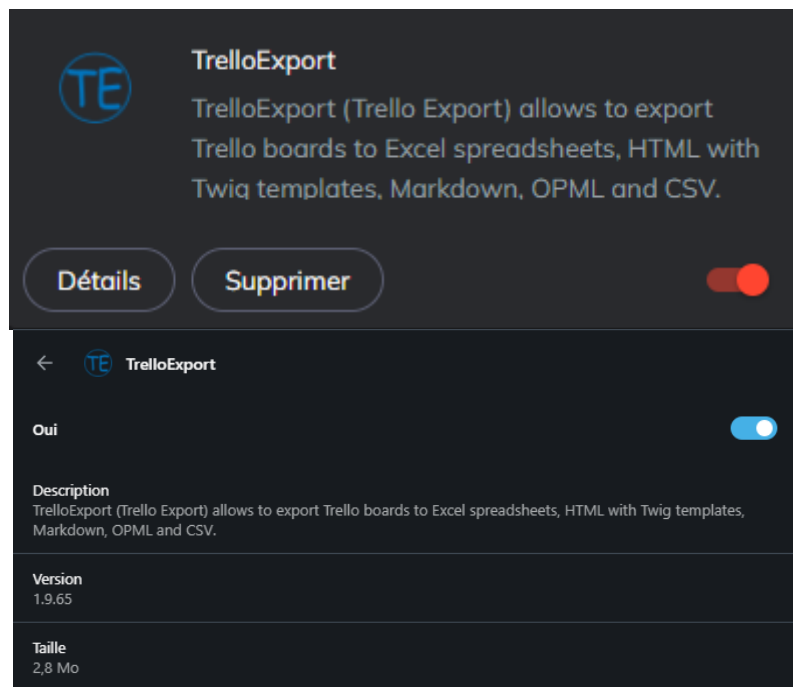 TE
TrelloExport
TrelloExport (Trello Export) allows to export
Trello boards to Excel spreadsheets, HTML with
Twig templates, Markdown, OPML and CSV.
Détails
Supprimer
TE
TrelloExport
Oui
Description
TrelloExport (Trello Export) allows to export Trello boards to Excel spreadsheets, HTML with Twig templates,
Markdown, OPML and CSV.
Version
1.9.65
Taille
2,8 Mo